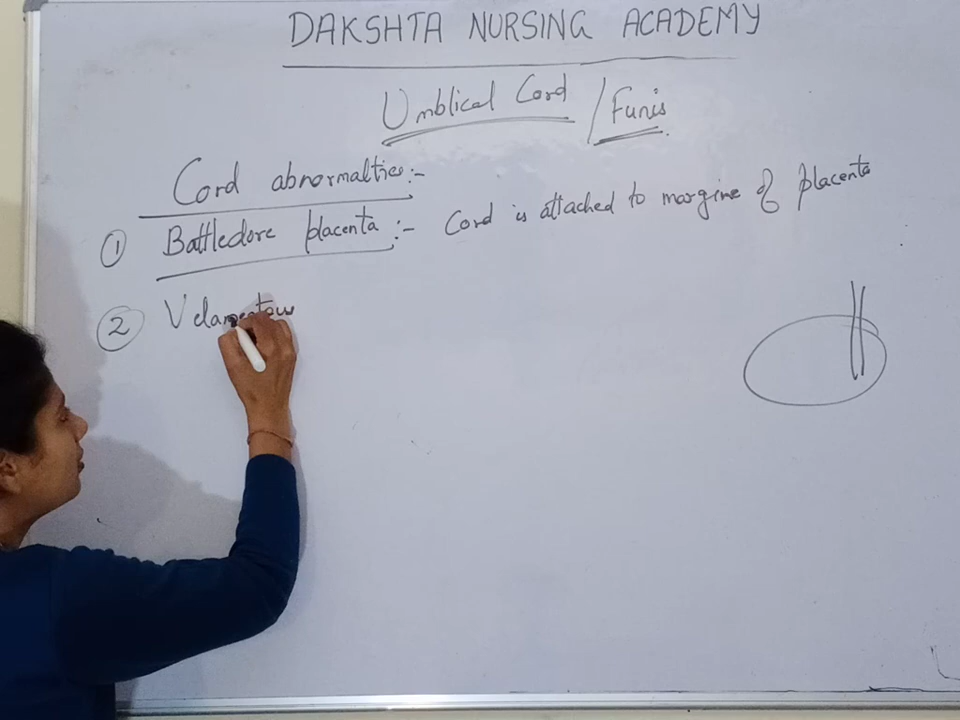 DAKSHTA NURSING ACADEMY
Umblical Cord / Funis
Cord abnormalties:-
① Battledore placenta:- Cord is attached to margine of placenta
②